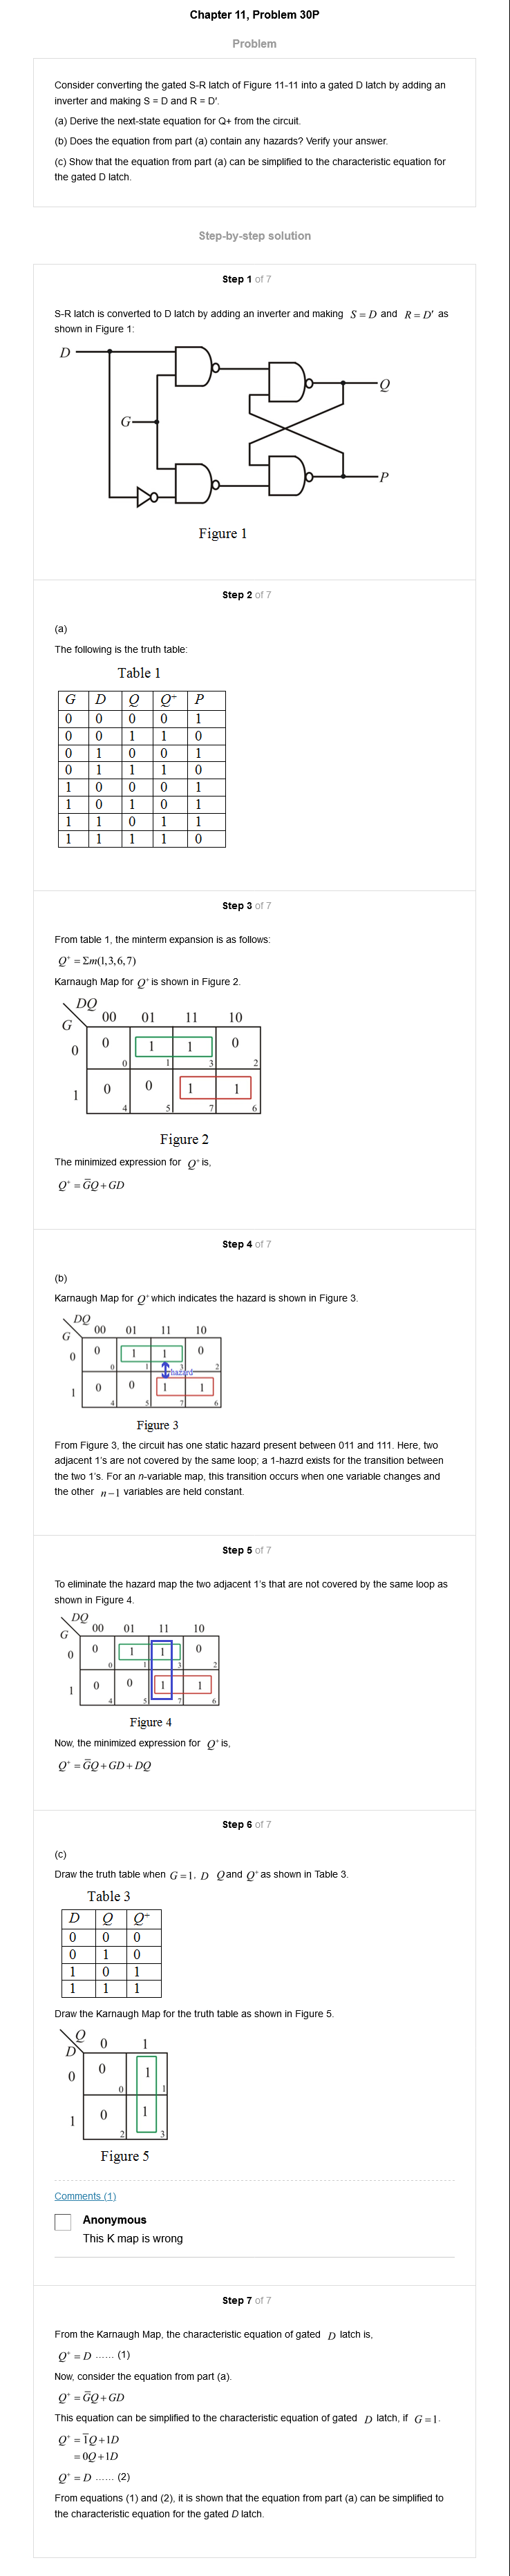 Chapter 11, Problem 30P
Problem
Consider converting the gated S-R latch of Figure 11-11 into a gated D latch by adding an
inverter and making S = D and R = D'.
(a) Derive the next-state equation for Q+ from the circuit.
(b) Does the equation from part (a) contain any hazards? Verify your answer.
(c) Show that the equation from part (a) can be simplified to the characteristic equation for
the gated D latch.
Step-by-step solution
Step 1 of 7
S-R latch is converted to D latch by adding an inverter and making S = D and R = D' as
shown in Figure 1:
D
Q
G
P
Figure 1
Step 2 of 7
(a)
The following is the truth table:
Table 1
G D Q Q⁺ P
0 0 0 0 1
0 0 1 1 0
0 1 0 0 1
0 1 1 1 0
1 0 0 0 1
1 0 1 0 1
1 1 0 1 1
1 1 1 1 0
Step 3 of 7
From table 1, the minterm expansion is as follows:
Q⁺ = Σm(1,3,6,7)
Karnaugh Map for Q⁺ is shown in Figure 2.
DQ
G
00 01 11 10
0 0 1 1 0
0 1 3 2
1 0 0 1 1
4 5 7 6
Figure 2
The minimized expression for Q⁺ is,
Q⁺ = G̅Q + GD
Step 4 of 7
(b)
Karnaugh Map for Q⁺ which indicates the hazard is shown in Figure 3.
DQ
G
00 01 11 10
0 0 1 1 0
0 1 3 2
hazard
1 0 0 1 1
4 5 7 6
Figure 3
From Figure 3, the circuit has one static hazard present between 011 and 111. Here, two
adjacent 1's are not covered by the same loop; a 1-hazrd exists for the transition between
the two 1's. For an n-variable map, this transition occurs when one variable changes and
the other n−1 variables are held constant.
Step 5 of 7
To eliminate the hazard map the two adjacent 1's that are not covered by the same loop as
shown in Figure 4.
DQ
G
00 01 11 10
0 0 1 1 0
0 1 3 2
1 0 0 1 1
4 5 7 6
Figure 4
Now, the minimized expression for Q⁺ is,
Q⁺ = G̅Q + GD + DQ
Step 6 of 7
(c)
Draw the truth table when G = 1. D Q and Q⁺ as shown in Table 3.
Table 3
D Q Q⁺
0 0 0
0 1 0
1 0 1
1 1 1
Draw the Karnaugh Map for the truth table as shown in Figure 5.
Q
D
0 1
0 0 1
0 1
1 0 1
2 3
Figure 5
Comments (1)
Anonymous
This K map is wrong
Step 7 of 7
From the Karnaugh Map, the characteristic equation of gated D latch is,
Q⁺ = D ...... (1)
Now, consider the equation from part (a).
Q⁺ = G̅Q + GD
This equation can be simplified to the characteristic equation of gated D latch, if G = 1.
Q⁺ = 1̅Q + 1D
= 0Q + 1D
Q⁺ = D ...... (2)
From equations (1) and (2), it is shown that the equation from part (a) can be simplified to
the characteristic equation for the gated D latch.